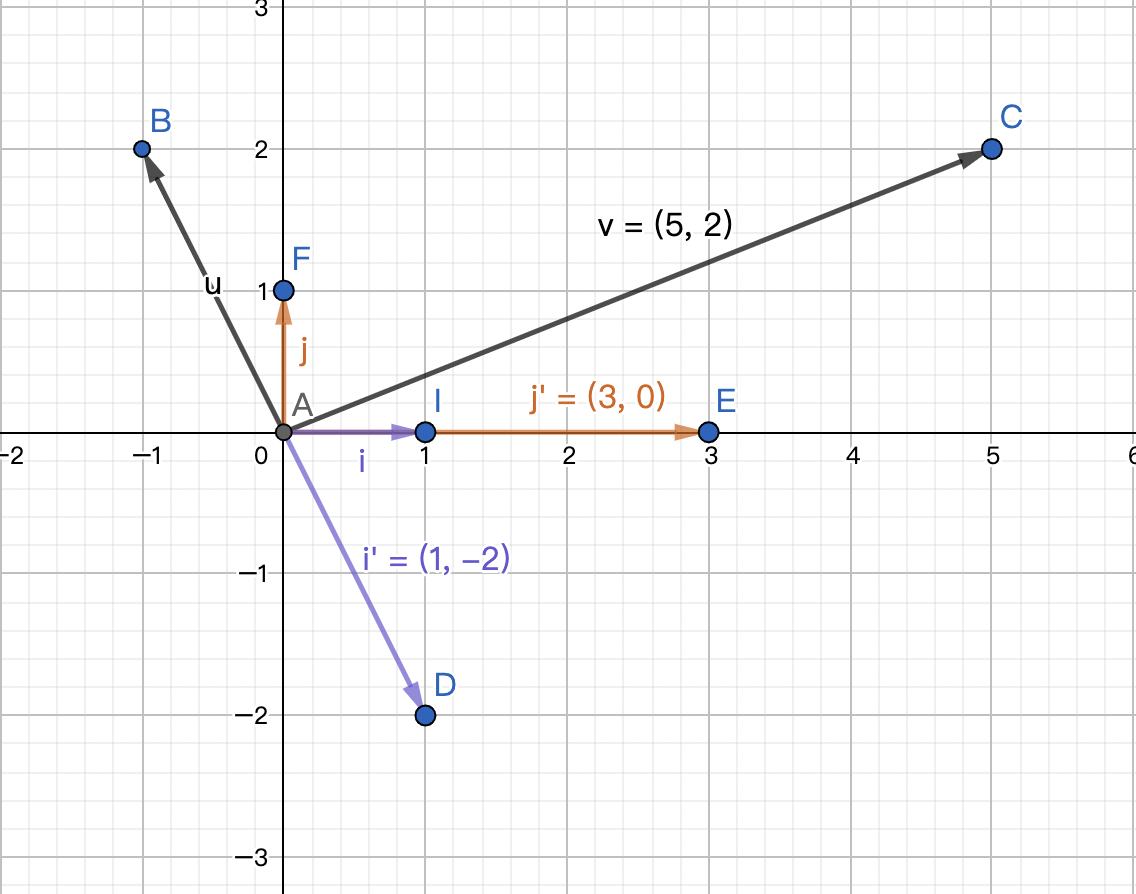 3
B
C
2
v = (5, 2)
F
u
1
j
A
I
j' = (3, 0)
E
−2
−1
0
1
2
3
4
5
6
i
i' = (1, −2)
−1
D
−2
−3